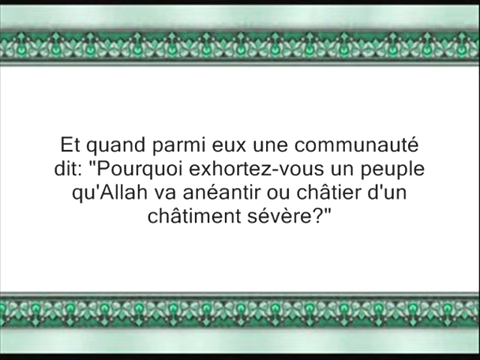 Et quand parmi eux une communauté
dit: "Pourquoi exhortez-vous un peuple
qu'Allah va anéantir ou châtier d'un
châtiment sévère?"